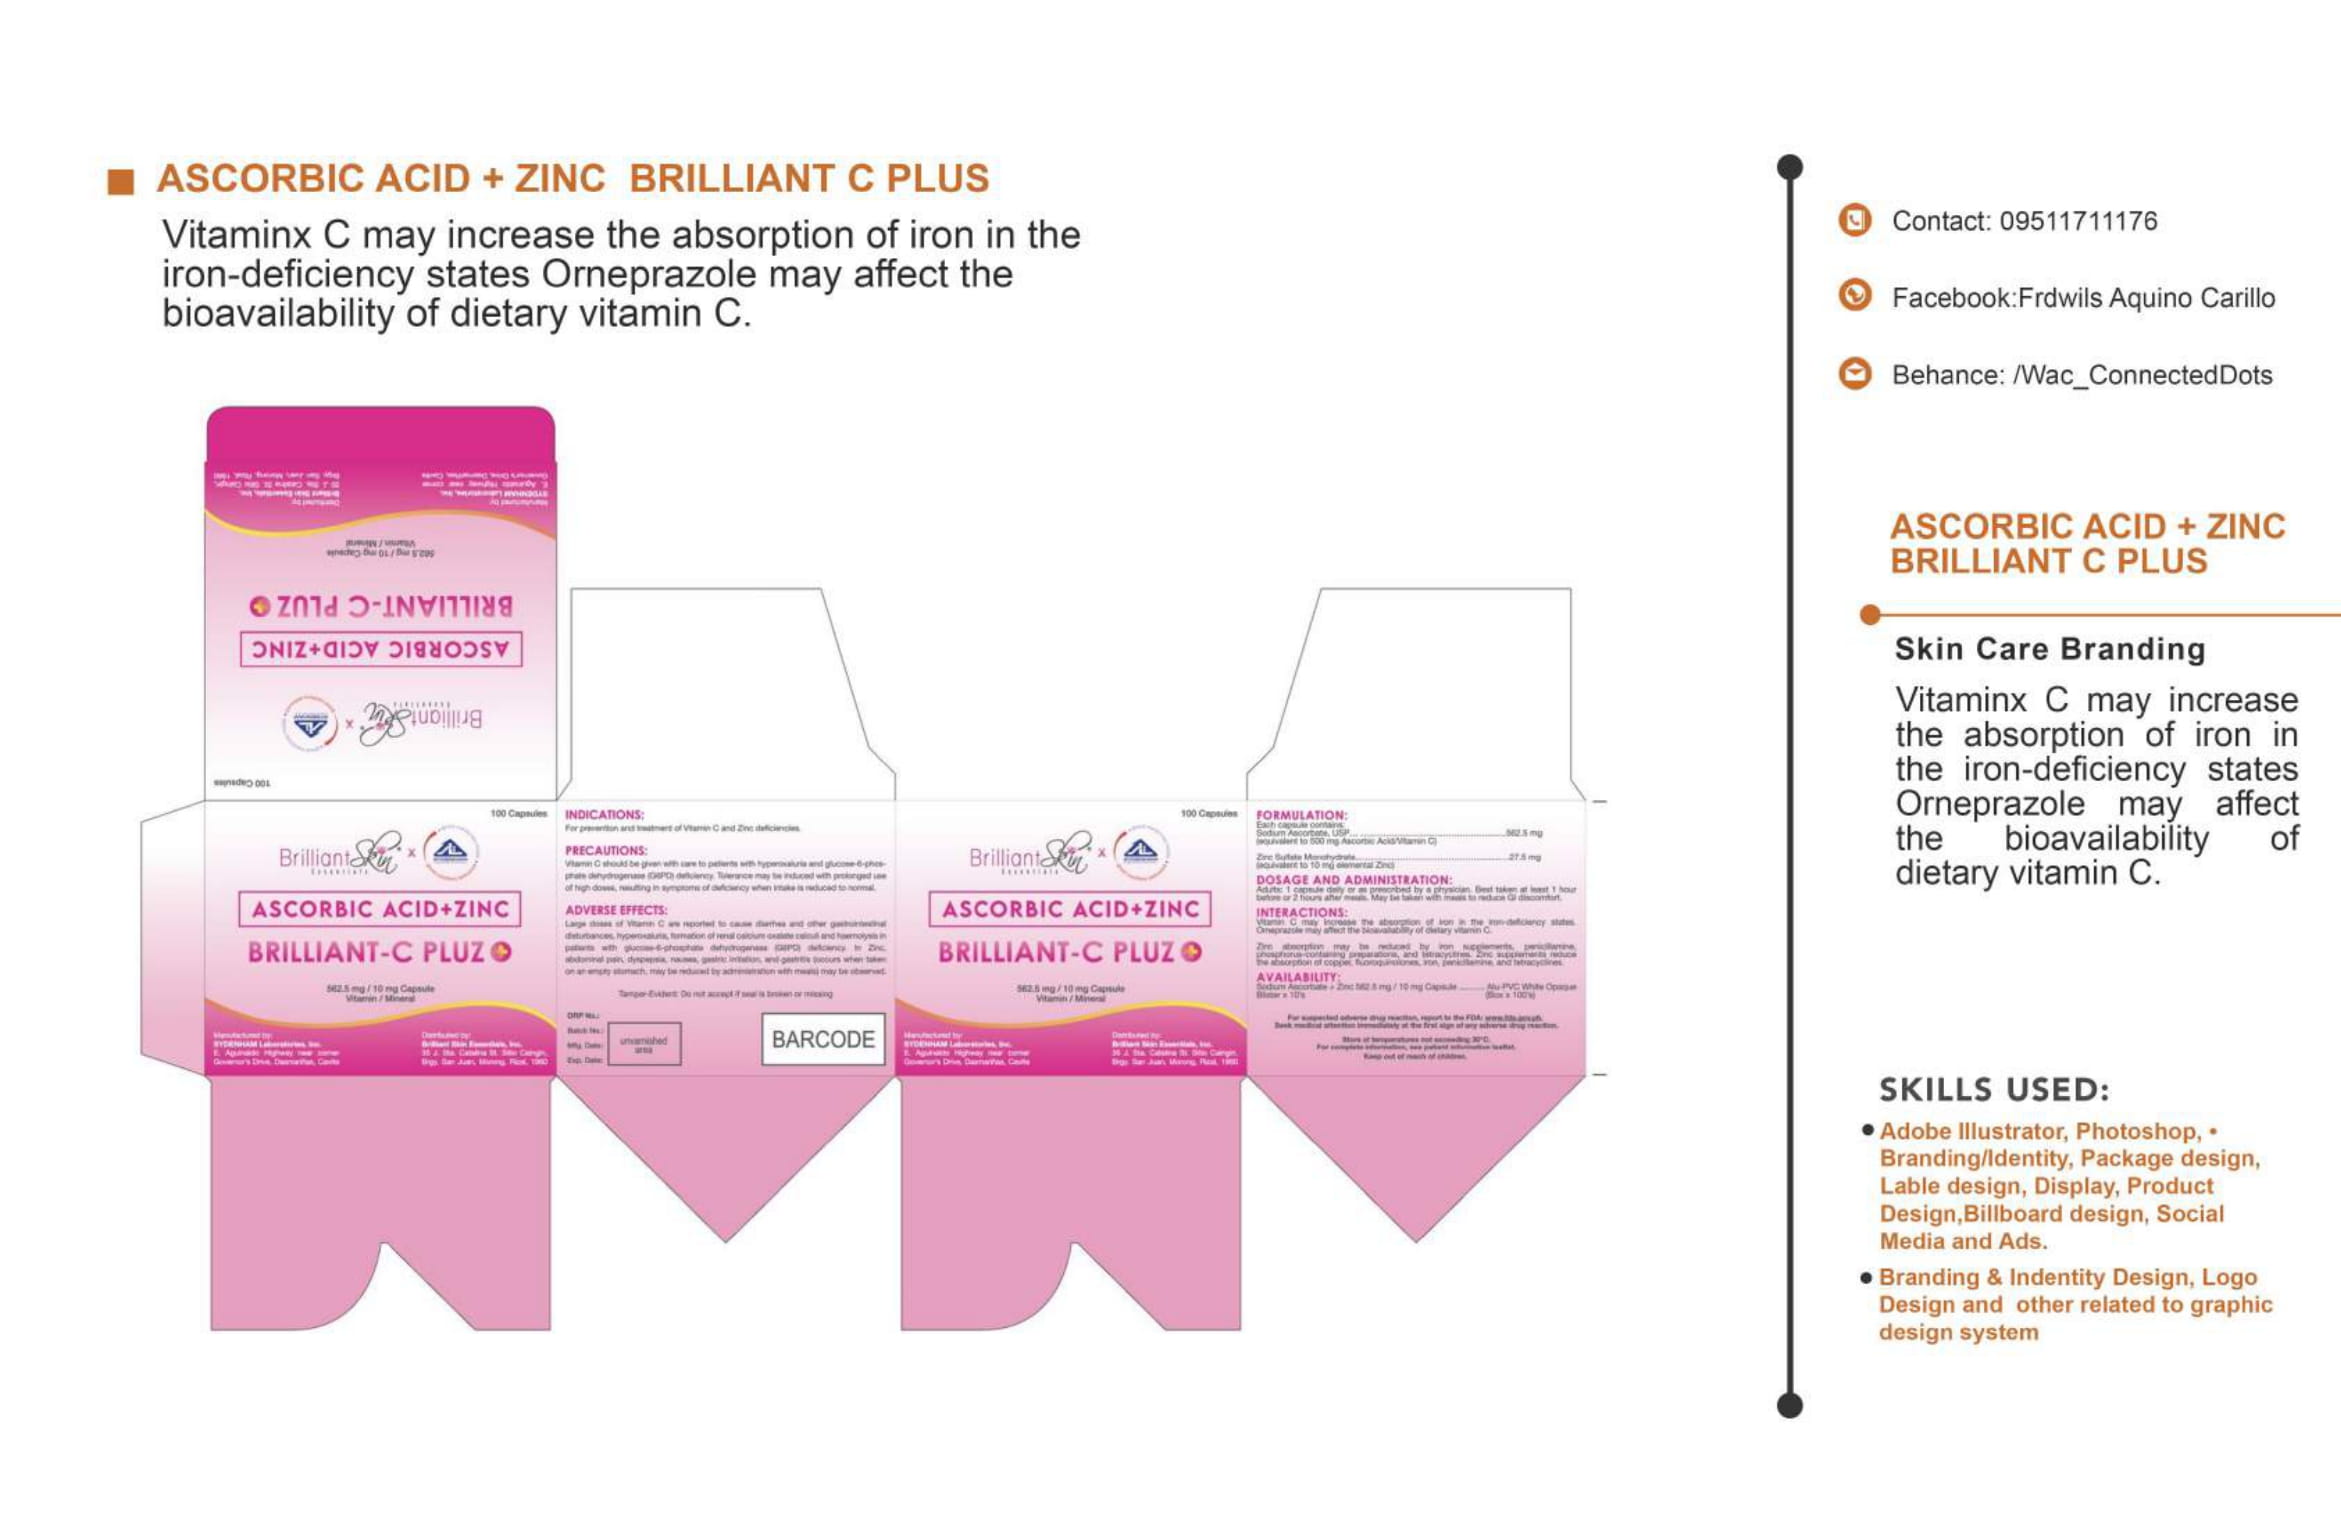 ASCORBIC ACID + ZINC  BRILLIANT C PLUS
Vitaminx C may increase the absorption of iron in the
iron-deficiency states Orneprazole may affect the
bioavailability of dietary vitamin C.
Distributed by
Brilliant Skin Essentials, Inc.
Manufactured by
SYDENHAM Laboratories, Inc.
562.5 mg / 10 mg Capsule
Vitamin / Mineral
BRILLIANT-C PLUZ
ASCORBIC ACID+ZINC
Brilliant Skin
Essentials
x
100 Capsules
100 Capsules
Brilliant Skin
Essentials
x
ASCORBIC ACID+ZINC
BRILLIANT-C PLUZ
562.5 mg / 10 mg Capsule
Vitamin / Mineral
Manufactured by:
SYDENHAM Laboratories, Inc.
E. Aguinaldo Highway near corner
Governor's Drive, Dasmariñas, Cavite
Distributed by:
Brilliant Skin Essentials, Inc.
35 J. Sta. Catalina St. Sitio Caingin,
Brgy. San Juan, Morong, Rizal, 1960
INDICATIONS:
For prevention and treatment of Vitamin C and Zinc deficiencies.
PRECAUTIONS:
Vitamin C should be given with care to patients with hyperoxaluria and glucose-6-phos-
phate dehydrogenase (G6PD) deficiency. Tolerance may be induced with prolonged use
of high doses, resulting in symptoms of deficiency when intake is reduced to normal.
ADVERSE EFFECTS:
Large doses of Vitamin C are reported to cause diarrhea and other gastrointestinal
disturbances, hyperoxaluria, formation of renal calcium oxalate calculi and haemolysis in
patients with glucose-6-phosphate dehydrogenase (G6PD) deficiency. In Zinc,
abdominal pain, dyspepsia, nausea, gastric irritation, and gastritis (occurs when taken
on an empty stomach, may be reduced by administration with meals) may be observed.
Tamper-Evident: Do not accept if seal is broken or missing
DRP No.:
Batch No.:
Mfg. Date:
Exp. Date:
unvarnished
area
BARCODE
100 Capsules
Brilliant Skin
Essentials
x
ASCORBIC ACID+ZINC
BRILLIANT-C PLUZ
562.5 mg / 10 mg Capsule
Vitamin / Mineral
Manufactured by:
SYDENHAM Laboratories, Inc.
E. Aguinaldo Highway near corner
Governor's Drive, Dasmariñas, Cavite
Distributed by:
Brilliant Skin Essentials, Inc.
35 J. Sta. Catalina St. Sitio Caingin,
Brgy. San Juan, Morong, Rizal, 1960
FORMULATION:
Each capsule contains:
Sodium Ascorbate, USP 562.5 mg
(equivalent to 500 mg Ascorbic Acid/Vitamin C)
Zinc Sulfate Monohydrate 27.5 mg
(equivalent to 10 mg elemental Zinc)
DOSAGE AND ADMINISTRATION:
Adults: 1 capsule daily or as prescribed by a physician. Best taken at least 1 hour
before or 2 hours after meals. May be taken with meals to reduce GI discomfort.
INTERACTIONS:
Vitamin C may increase the absorption of iron in the iron-deficiency states.
Omeprazole may affect the bioavailability of dietary vitamin C.
Zinc absorption may be reduced by iron supplements, penicillamine,
phosphorus-containing preparations, and tetracyclines. Zinc supplements reduce
the absorption of copper, fluoroquinolones, iron, penicillamine, and tetracyclines.
AVAILABILITY:
Sodium Ascorbate + Zinc 562.5 mg / 10 mg Capsule ......... Alu-PVC White Opaque
Blister x 10's (Box x 100's)
For suspected adverse drug reaction, report to the FDA: www.fda.gov.ph.
Seek medical attention immediately at the first sign of any adverse drug reaction.
Store at temperatures not exceeding 30°C.
For complete information, see patient information leaflet.
Keep out of reach of children.
Contact: 09511711176
Facebook:Frdwils Aquino Carillo
Behance: /Wac_ConnectedDots
ASCORBIC ACID + ZINC
BRILLIANT C PLUS
Skin Care Branding
Vitaminx C may increase
the absorption of iron in
the iron-deficiency states
Orneprazole may affect
the bioavailability of
dietary vitamin C.
SKILLS USED:
• Adobe Illustrator, Photoshop, •
Branding/Identity, Package design,
Lable design, Display, Product
Design,Billboard design, Social
Media and Ads.
• Branding & Indentity Design, Logo
Design and  other related to graphic
design system